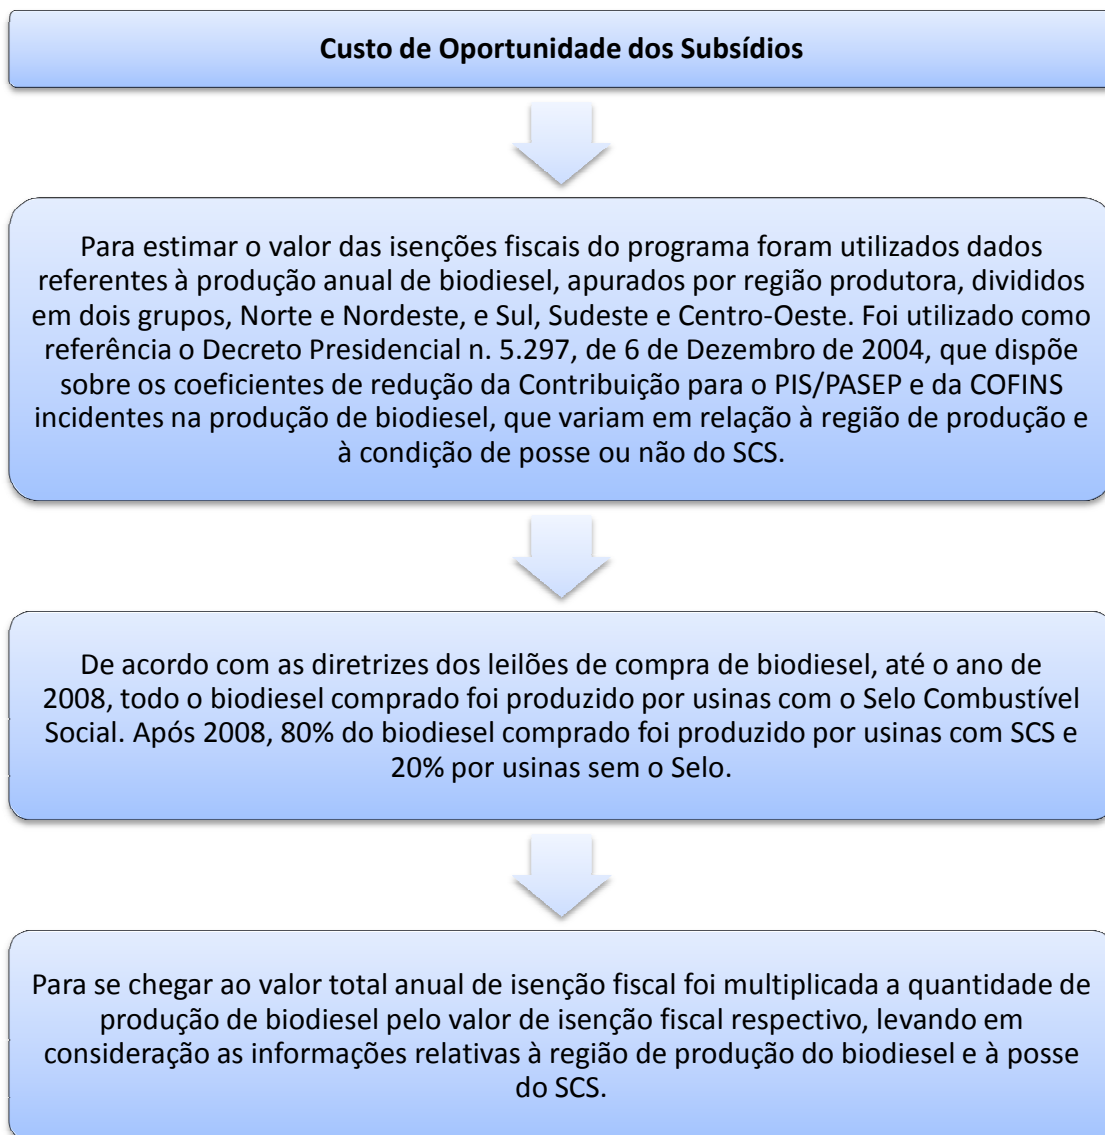 Custo de Oportunidade dos Subsídios
Para estimar o valor das isenções fiscais do programa foram utilizados dados
referentes à produção anual de biodiesel, apurados por região produtora, divididos
em dois grupos, Norte e Nordeste, e Sul, Sudeste e Centro-Oeste. Foi utilizado como
referência o Decreto Presidencial n. 5.297, de 6 de Dezembro de 2004, que dispõe
sobre os coeficientes de redução da Contribuição para o PIS/PASEP e da COFINS
incidentes na produção de biodiesel, que variam em relação à região de produção e
à condição de posse ou não do SCS.
De acordo com as diretrizes dos leilões de compra de biodiesel, até o ano de
2008, todo o biodiesel comprado foi produzido por usinas com o Selo Combustível
Social. Após 2008, 80% do biodiesel comprado foi produzido por usinas com SCS e
20% por usinas sem o Selo.
Para se chegar ao valor total anual de isenção fiscal foi multiplicada a quantidade de
produção de biodiesel pelo valor de isenção fiscal respectivo, levando em
consideração as informações relativas à região de produção do biodiesel e à posse
do SCS.